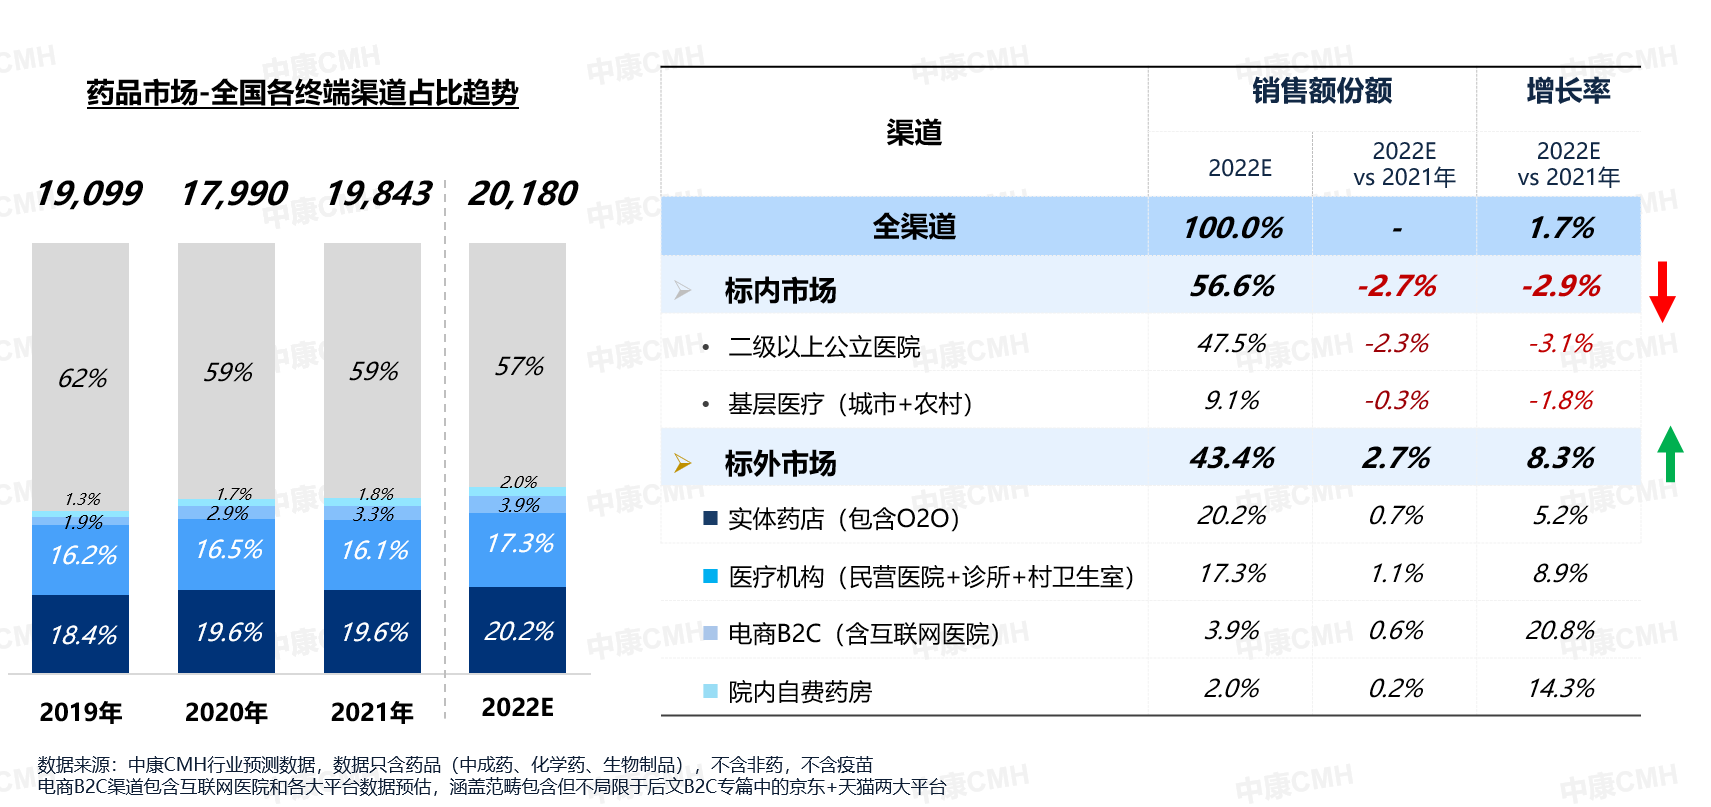 药品市场-全国各终端渠道占比趋势
19,099 17,990 19,843 20,180
62% 59% 59% 57%
1.3% 1.7% 1.8% 2.0%
1.9% 2.9% 3.3% 3.9%
16.2% 16.5% 16.1% 17.3%
18.4% 19.6% 19.6% 20.2%
2019年 2020年 2021年 2022E
渠道 销售额份额 增长率
2022E 2022E vs 2021年 2022E vs 2021年
全渠道 100.0% - 1.7%
标内市场 56.6% -2.7% -2.9%
二级以上公立医院 47.5% -2.3% -3.1%
基层医疗（城市+农村） 9.1% -0.3% -1.8%
标外市场 43.4% 2.7% 8.3%
实体药店（包含O2O） 20.2% 0.7% 5.2%
医疗机构（民营医院+诊所+村卫生室） 17.3% 1.1% 8.9%
电商B2C（含互联网医院） 3.9% 0.6% 20.8%
院内自费药房 2.0% 0.2% 14.3%
数据来源：中康CMH行业预测数据，数据只含药品（中成药、化学药、生物制品），不含非药，不含疫苗
电商B2C渠道包含互联网医院和各大平台数据预估，涵盖范畴包含但不局限于后文B2C专篇中的京东+天猫两大平台
中康CMH